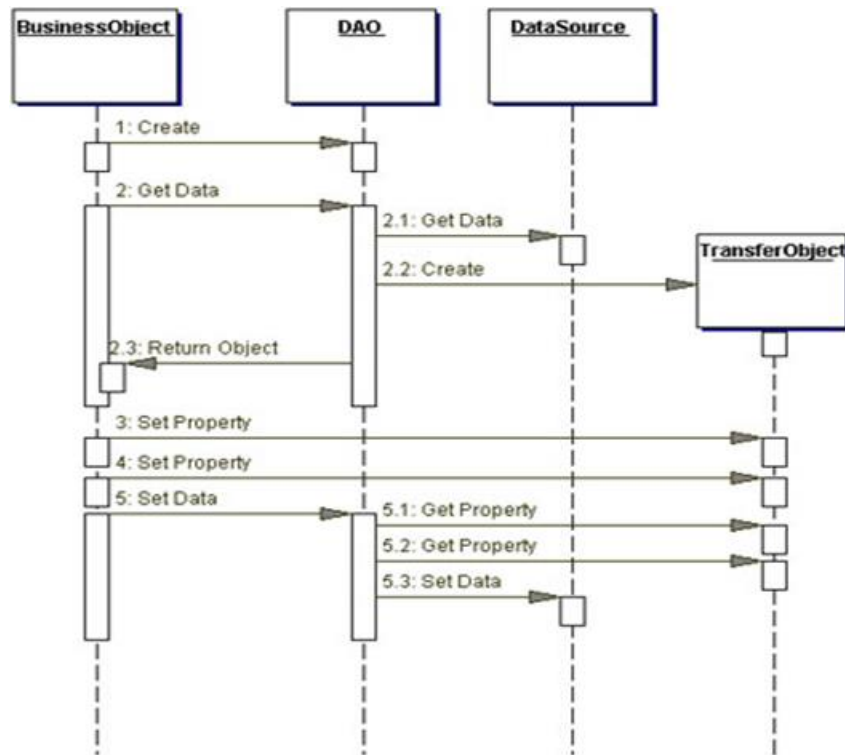 BusinessObject
DAO
DataSource
1: Create
2: Get Data
2.1: Get Data
TransferObject
2.2: Create
2.3: Return Object
3: Set Property
4: Set Property
5: Set Data
5.1: Get Property
5.2: Get Property
5.3: Set Data